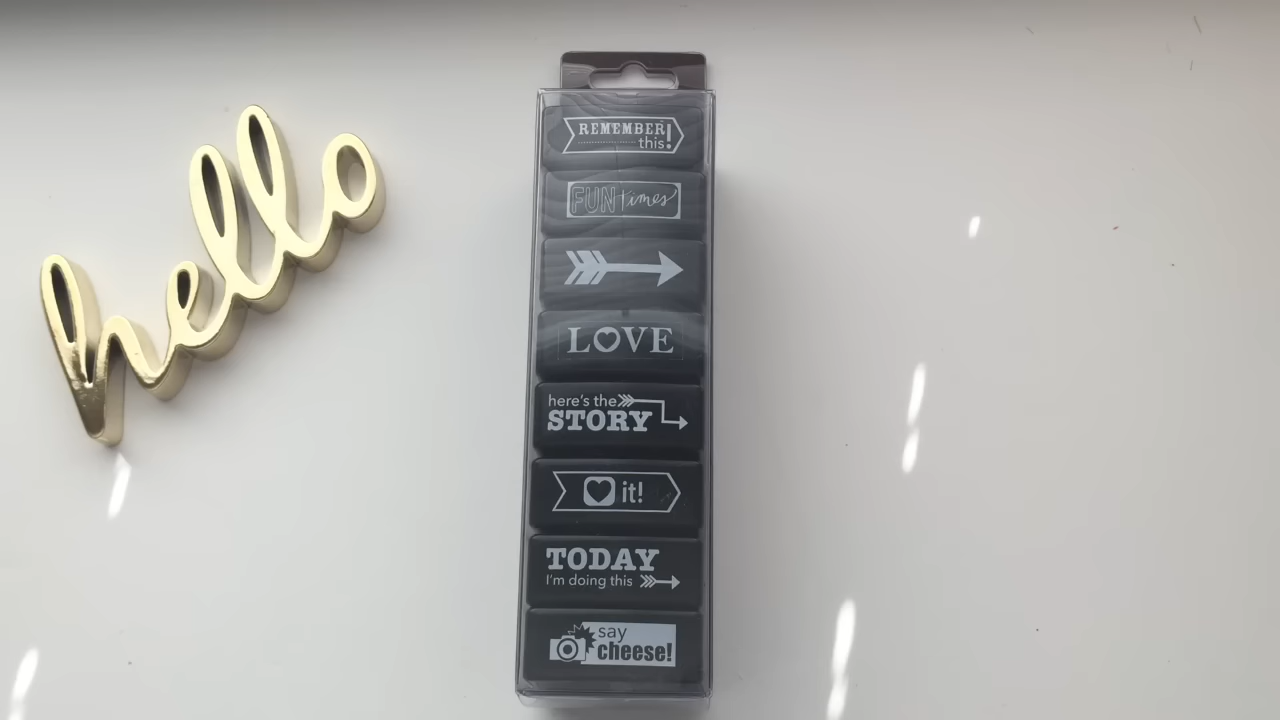 hello
REMEMBER
this!
FUN times
LOVE
here's the
STORY
it!
TODAY
I'm doing this
say
cheese!